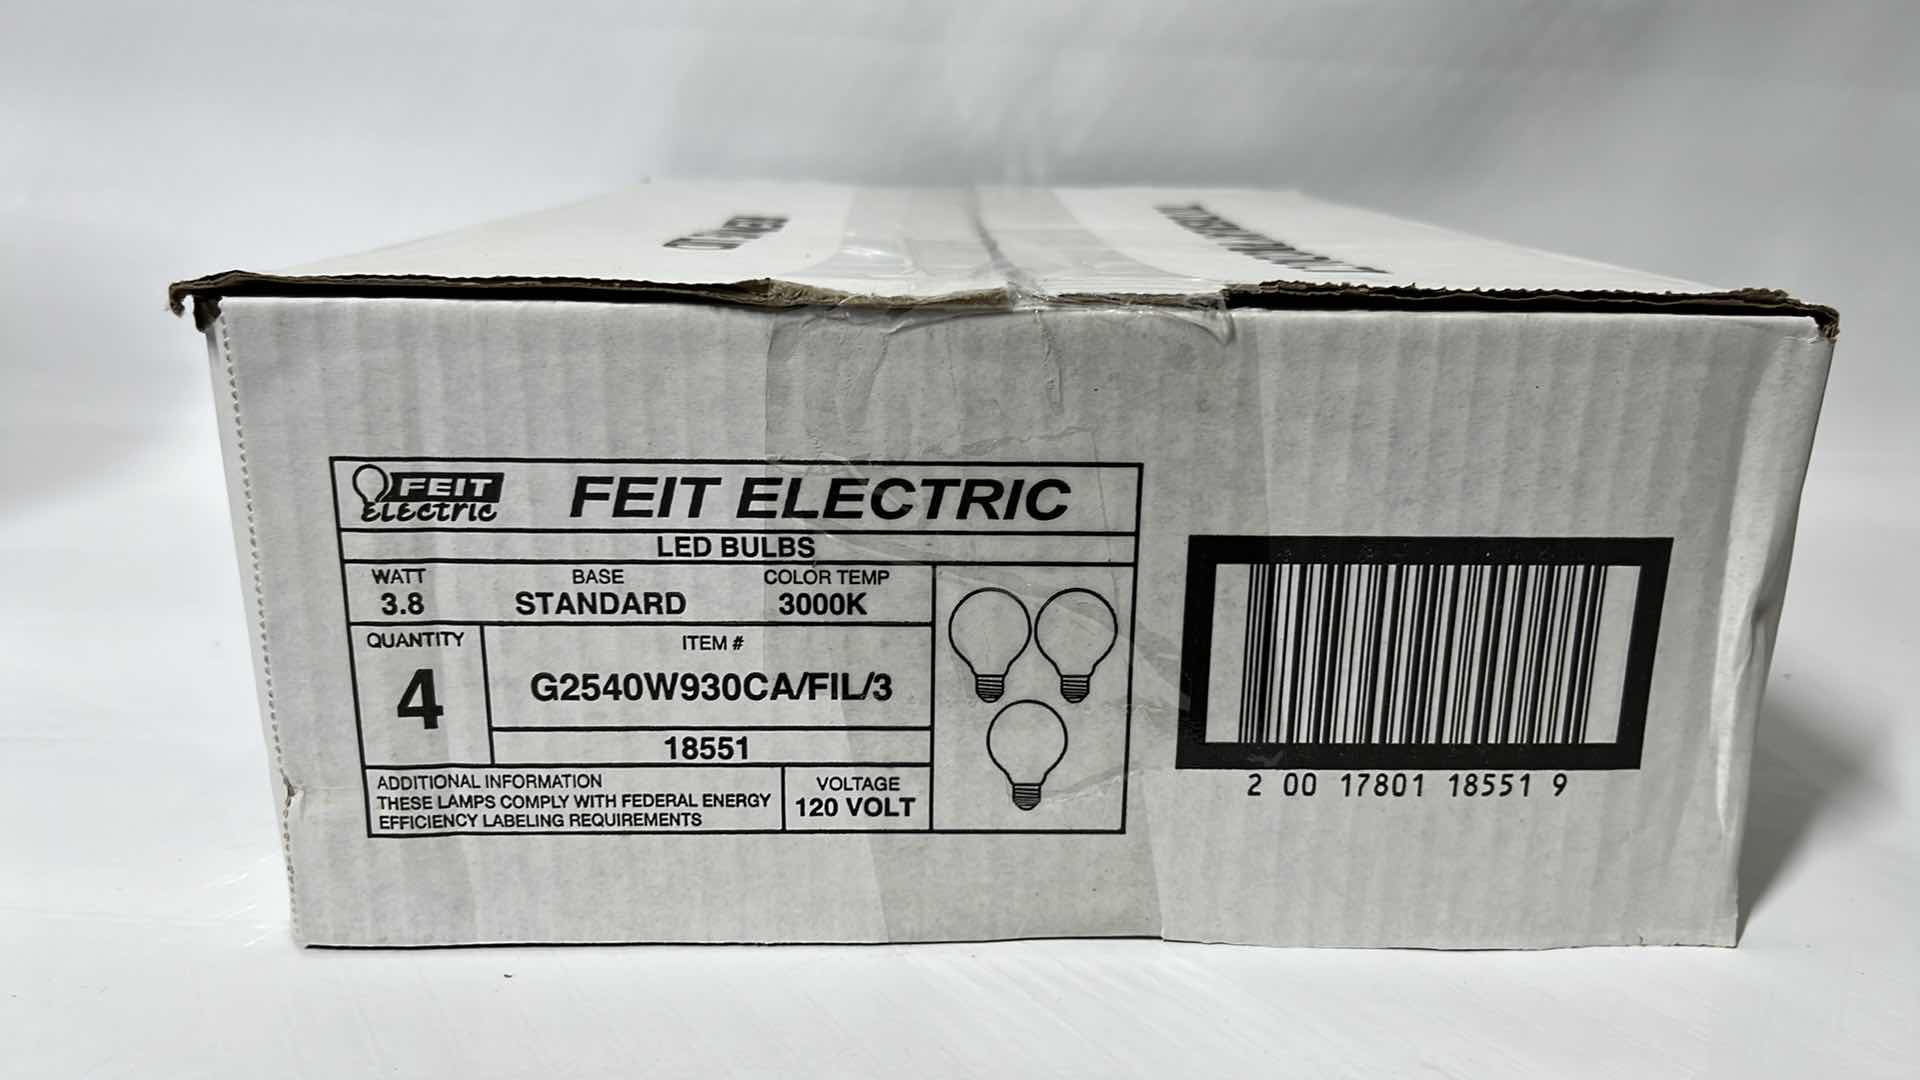 FEIT
ELECTRIC
FEIT ELECTRIC
LED BULBS
WATT BASE COLOR TEMP
3.8 STANDARD 3000K
QUANTITY ITEM #
4 G2540W930CA/FIL/3
18551
ADDITIONAL INFORMATION
THESE LAMPS COMPLY WITH FEDERAL ENERGY
EFFICIENCY LABELING REQUIREMENTS
VOLTAGE
120 VOLT
2 00 17801 18551 9